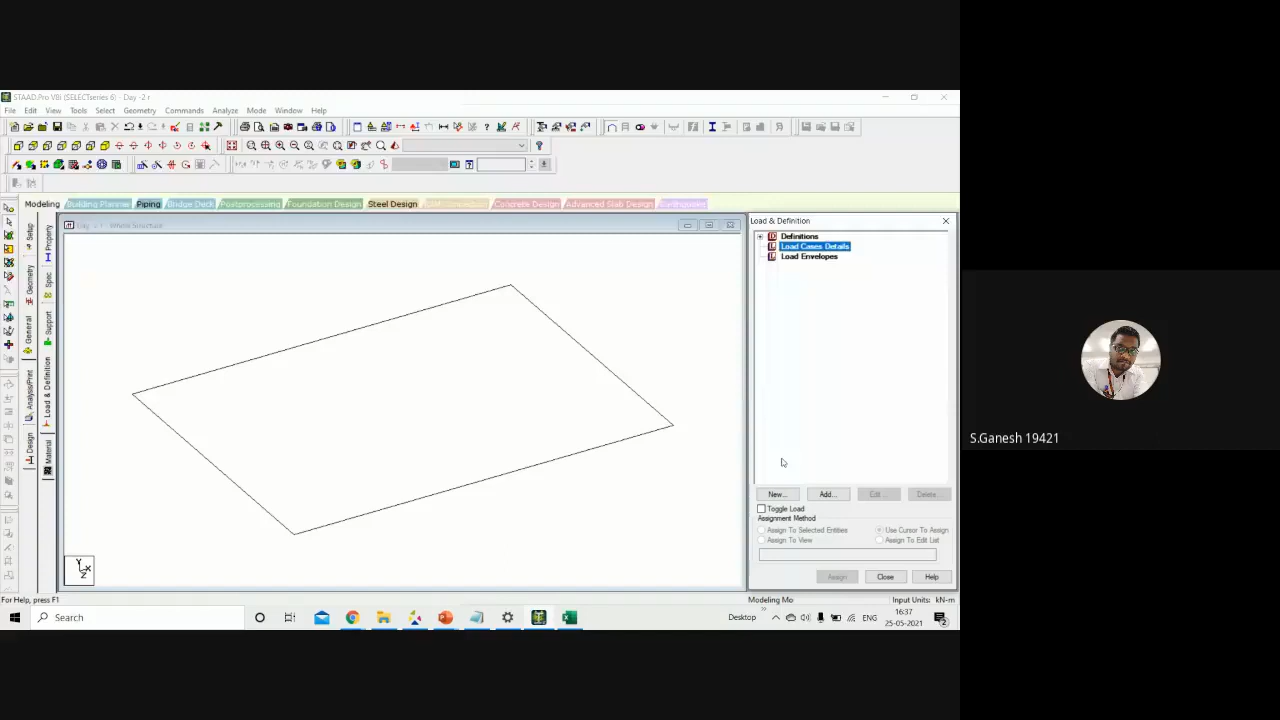 STAAD.Pro V8i (SELECTseries 6) - Day -2 r
File Edit View Tools Select Geometry Commands Analyze Mode Window Help
Modeling Building Planner Piping Bridge Deck Postprocessing Foundation Design Steel Design Concrete Design Advanced Slab Design Earthquake
Whole Structure
Setup
Geometry
General
Analysis/Print
Design
Property
Spec
Support
Load & Definition
Material
Y
X
Z
Load & Definition
Definitions
Load Cases Details
Load Envelopes
New... Add... Edit... Delete...
Toggle Load
Assignment Method
Assign To Selected Entities Use Cursor To Assign
Assign To View Assign To Edit List
Assign Close Help
For Help, press F1 Modeling Mo Input Units: kN-m
Search Desktop ENG 16:37
25-05-2021
2
S.Ganesh 19421